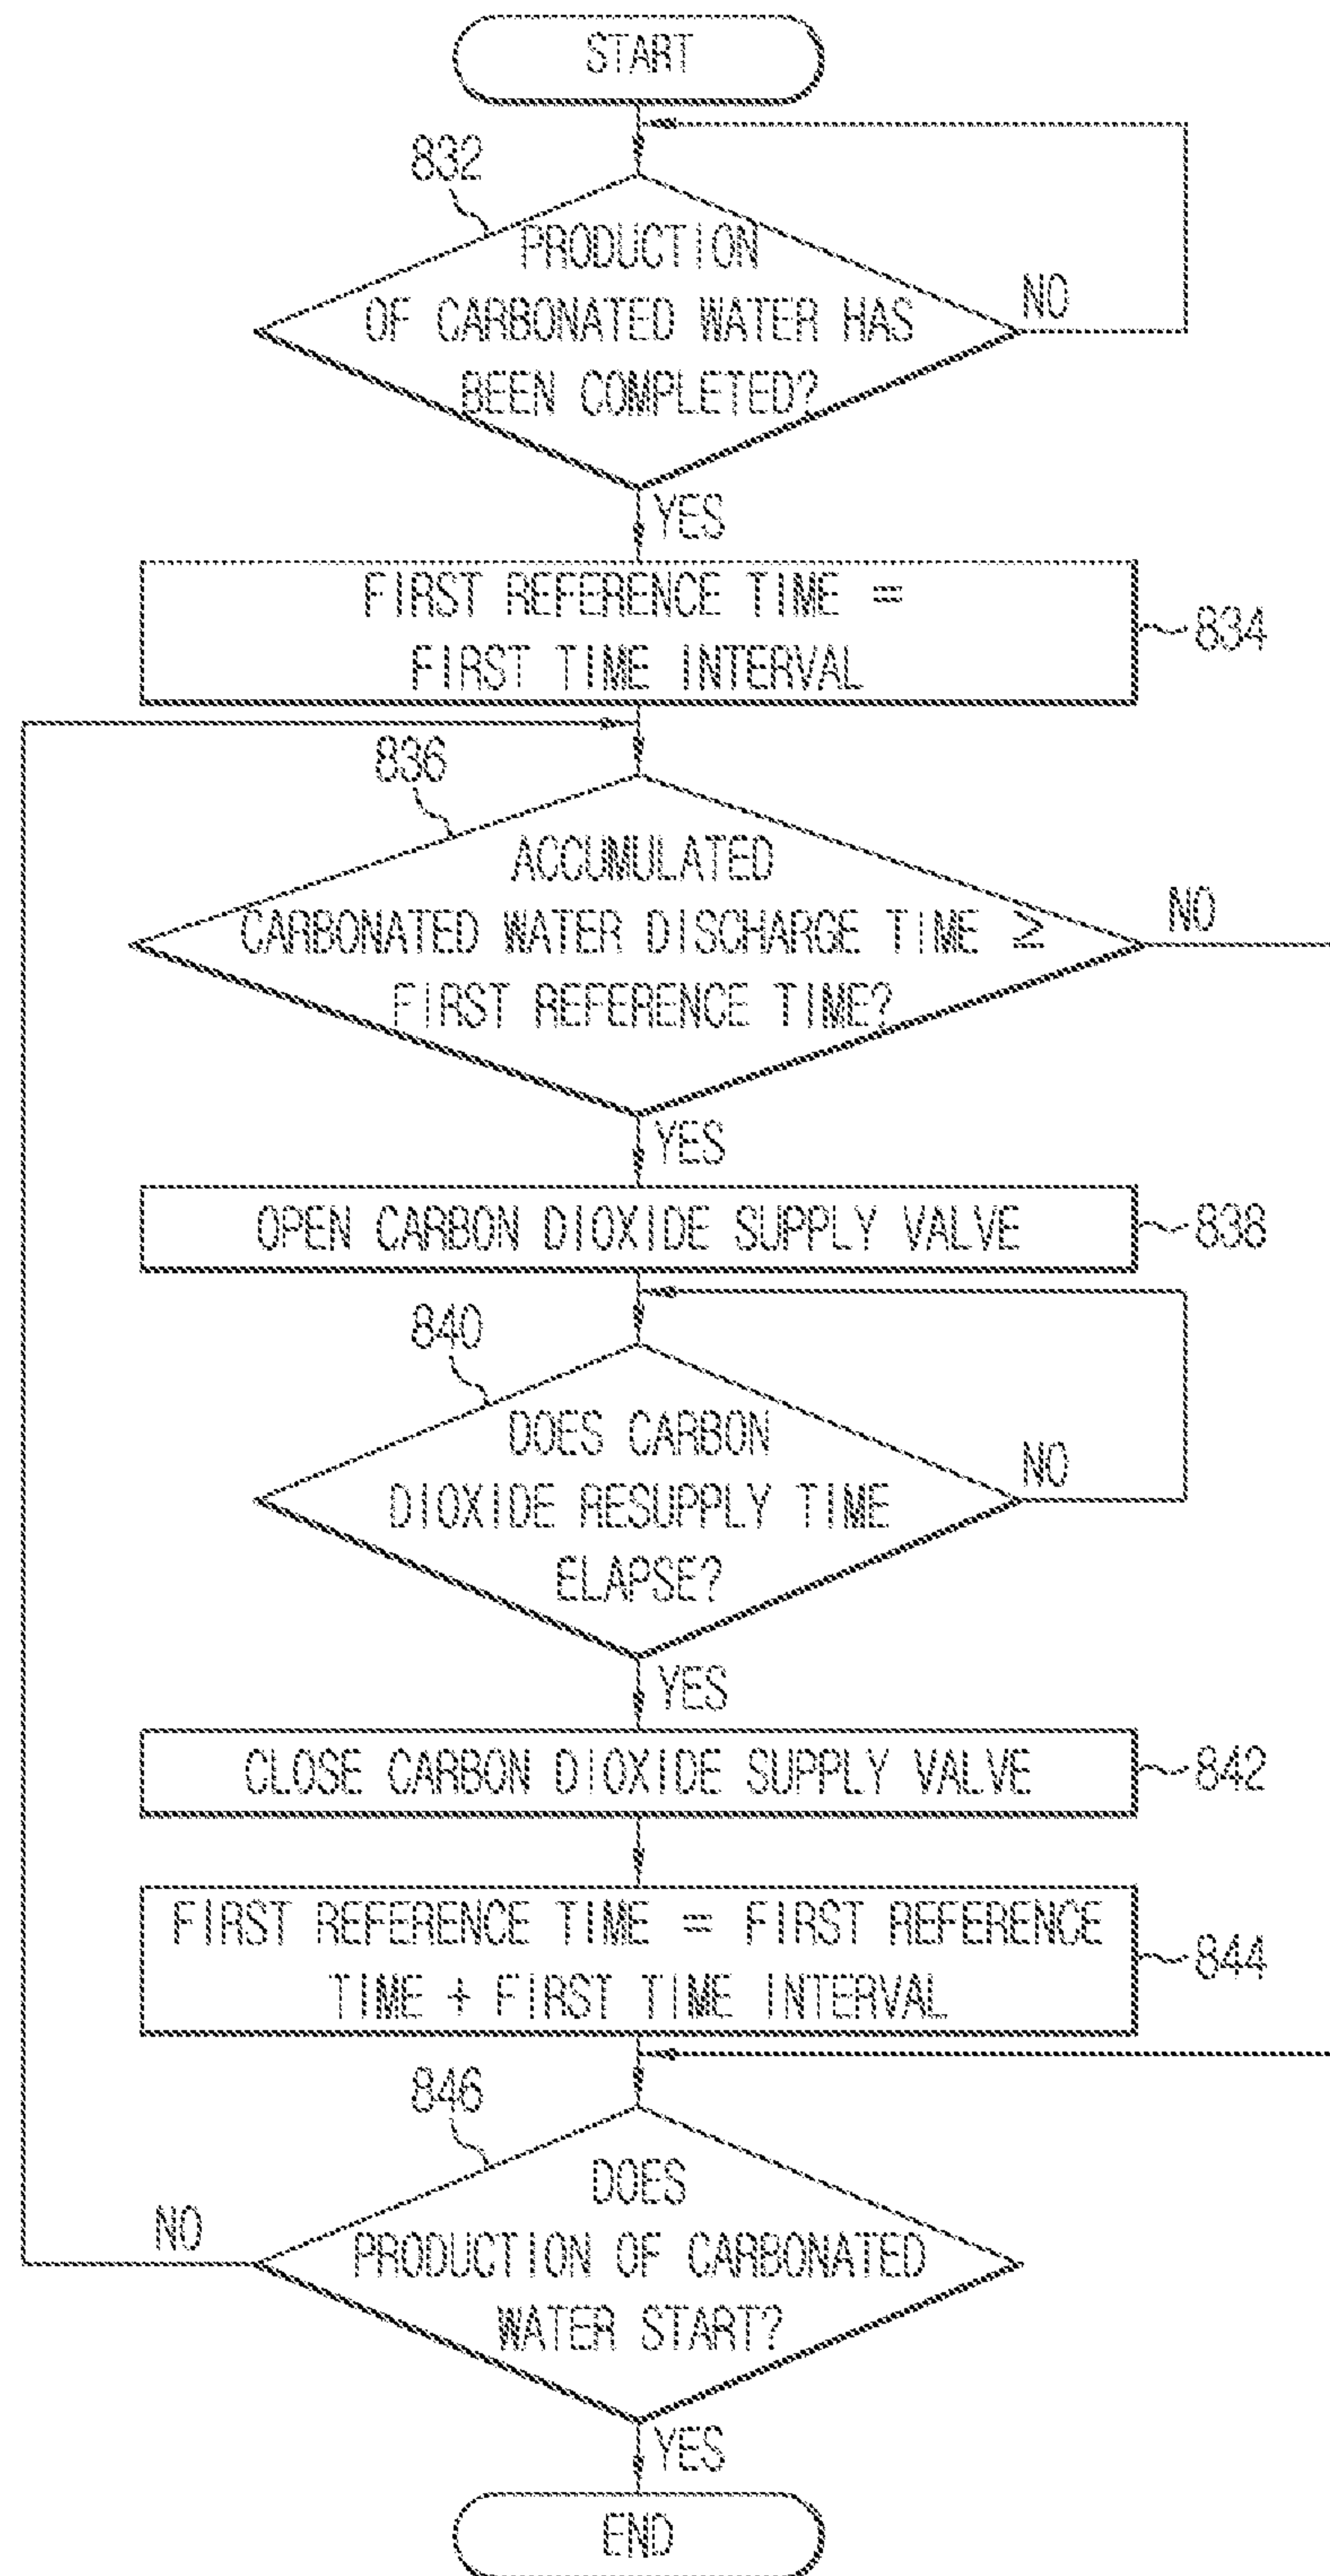 START
832
PRODUCTION
OF CARBONATED WATER HAS
BEEN COMPLETED?
NO
YES
FIRST REFERENCE TIME =
FIRST TIME INTERVAL
834
836
ACCUMULATED
CARBONATED WATER DISCHARGE TIME ≥
FIRST REFERENCE TIME?
NO
YES
OPEN CARBON DIOXIDE SUPPLY VALVE
838
840
DOES CARBON
DIOXIDE RESUPPLY TIME
ELAPSE?
NO
YES
CLOSE CARBON DIOXIDE SUPPLY VALVE
842
FIRST REFERENCE TIME = FIRST REFERENCE
TIME + FIRST TIME INTERVAL
844
846
DOES
PRODUCTION OF CARBONATED
WATER START?
NO
YES
END